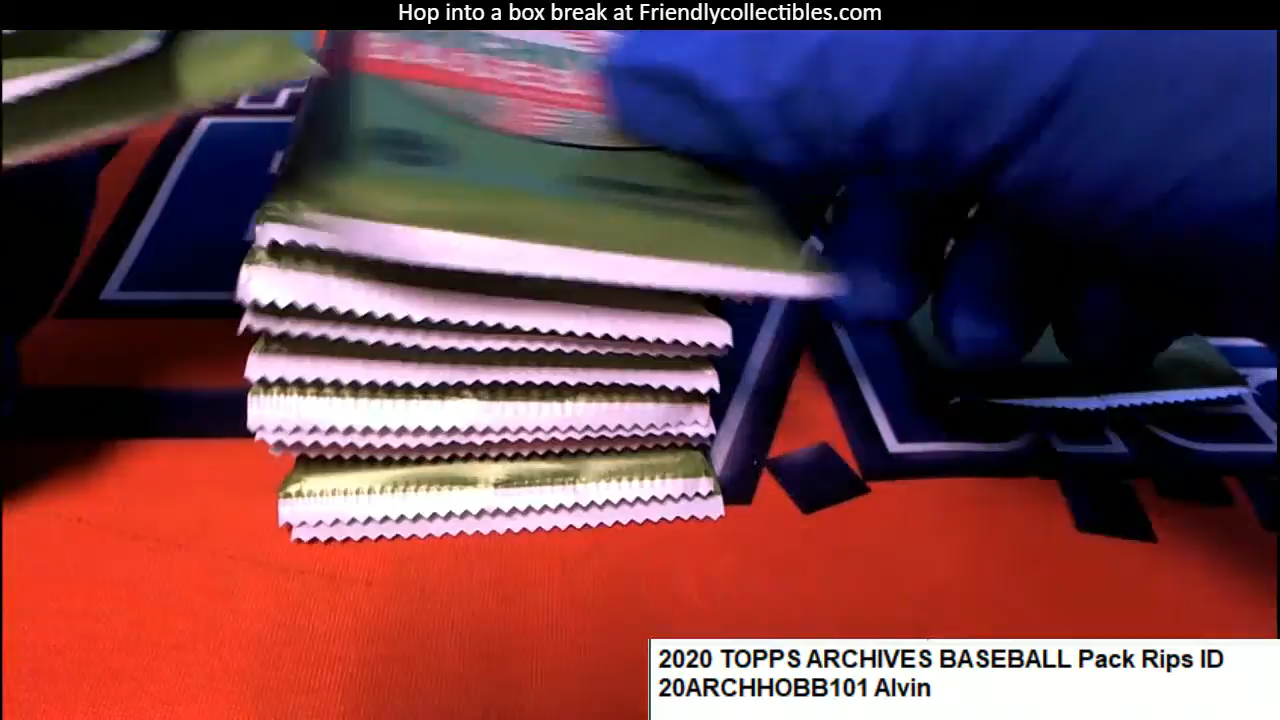 Hop into a box break at Friendlycollectibles.com
2020 TOPPS ARCHIVES BASEBALL Pack Rips ID
20ARCHHOBB101 Alvin